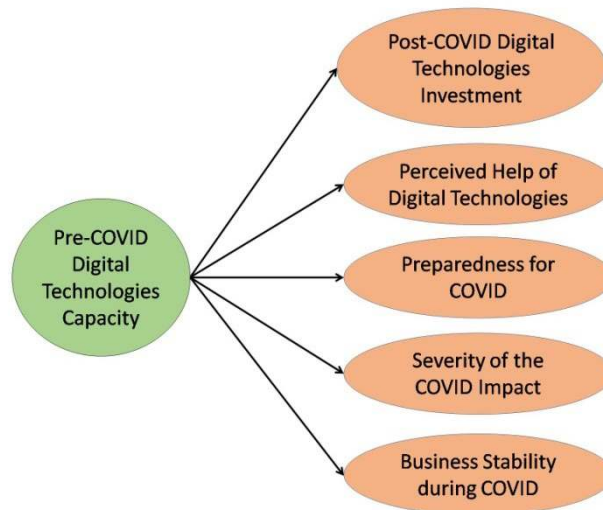 Pre-COVID
Digital
Technologies
Capacity
Post-COVID Digital
Technologies
Investment
Perceived Help of
Digital Technologies
Preparedness for
COVID
Severity of the
COVID Impact
Business Stability
during COVID